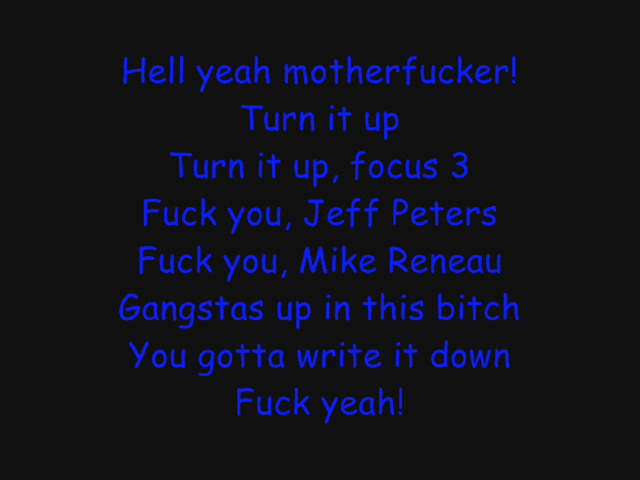 Hell yeah motherfucker!
Turn it up
Turn it up, focus 3
Fuck you, Jeff Peters
Fuck you, Mike Reneau
Gangstas up in this bitch
You gotta write it down
Fuck yeah!